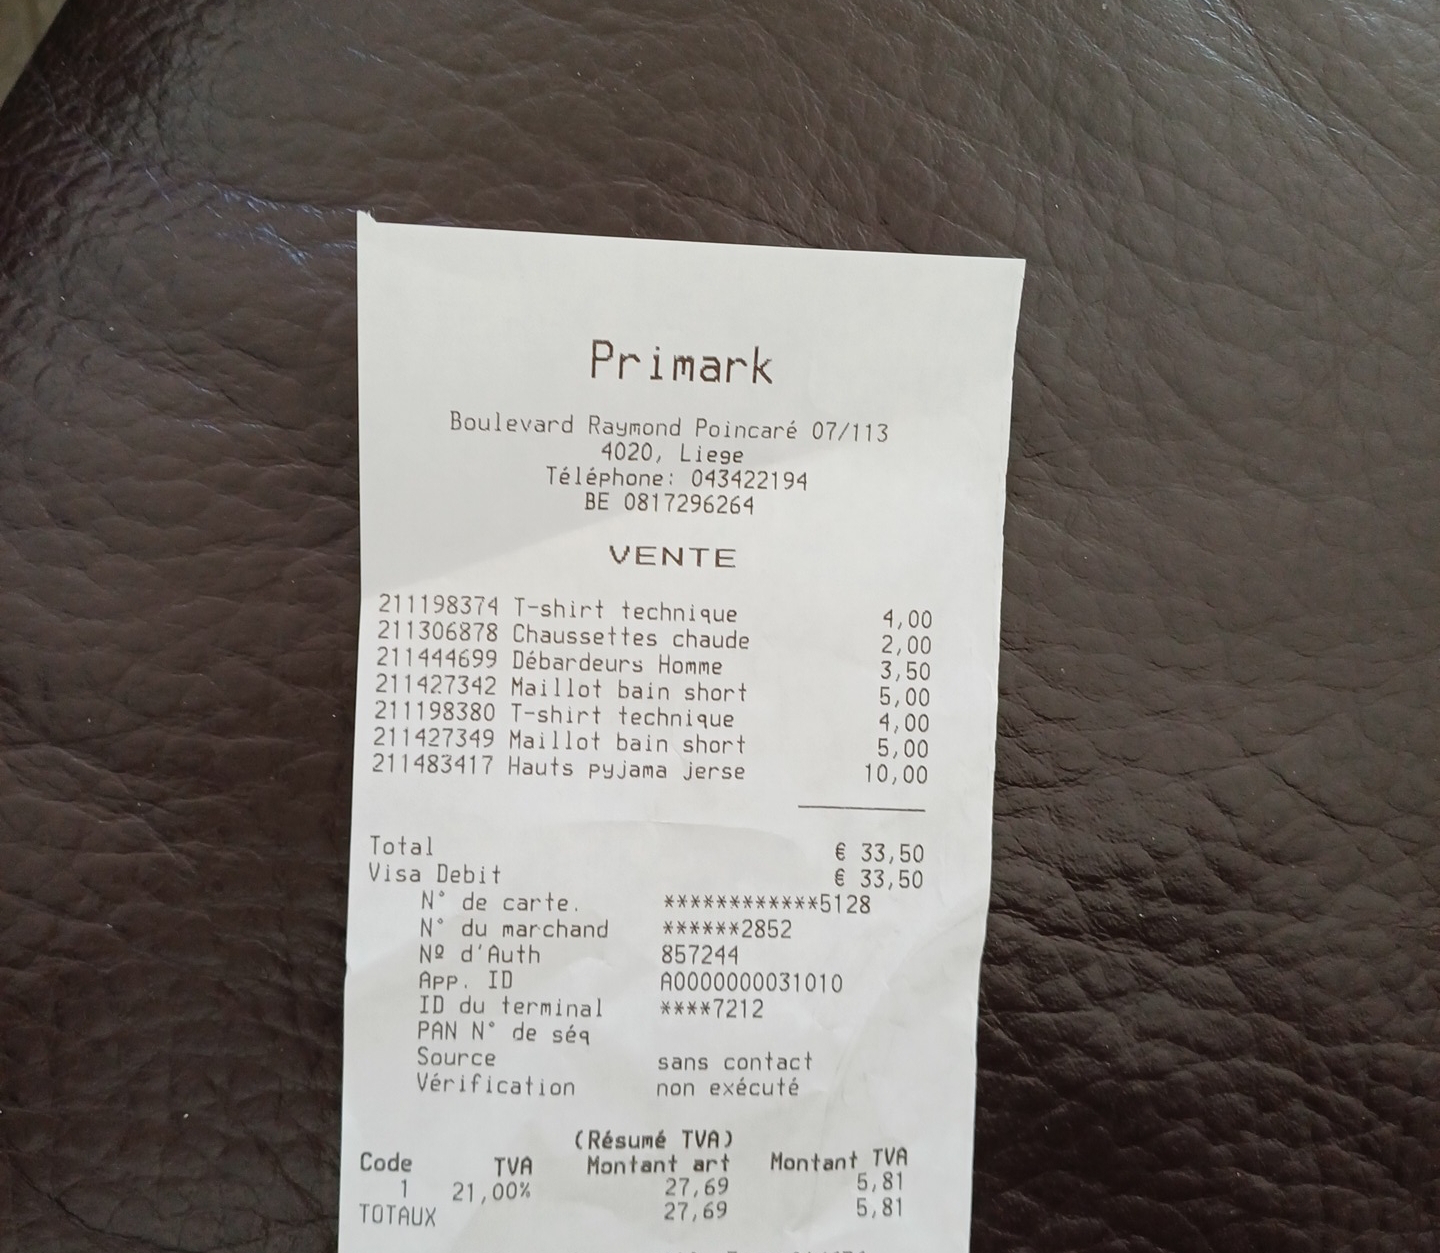 Primark
Boulevard Raymond Poincaré 07/113
4020, Liege
Téléphone: 043422194
BE 0817296264
VENTE
211198374 T-shirt technique 4,00
211306878 Chaussettes chaude 2,00
211444699 Débardeurs Homme 3,50
211427342 Maillot bain short 5,00
211198380 T-shirt technique 4,00
211427349 Maillot bain short 5,00
211483417 Hauts pyjama jerse 10,00
Total € 33,50
Visa Debit € 33,50
N° de carte. ************5128
N° du marchand ******2852
Nº d'Auth 857244
App. ID A0000000031010
ID du terminal ****7212
PAN N° de séq
Source sans contact
Vérification non exécuté
(Résumé TVA)
Code TVA Montant art Montant TVA
1 21,00% 27,69 5,81
TOTAUX 27,69 5,81